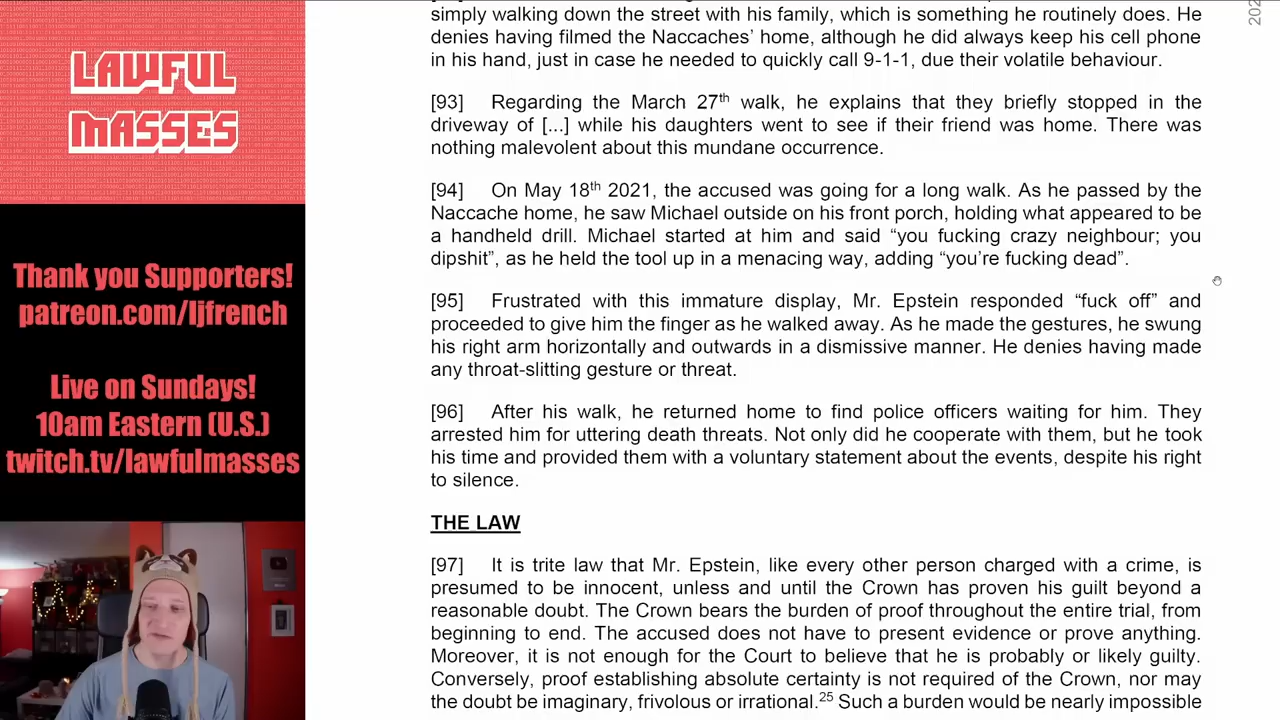 LAWFUL
MASSES
Thank you Supporters!
patreon.com/ljfrench
Live on Sundays!
10am Eastern (U.S.)
twitch.tv/lawfulmasses
simply walking down the street with his family, which is something he routinely does. He
denies having filmed the Naccaches’ home, although he did always keep his cell phone
in his hand, just in case he needed to quickly call 9-1-1, due their volatile behaviour.
[93] Regarding the March 27th walk, he explains that they briefly stopped in the
driveway of [...] while his daughters went to see if their friend was home. There was
nothing malevolent about this mundane occurrence.
[94] On May 18th 2021, the accused was going for a long walk. As he passed by the
Naccache home, he saw Michael outside on his front porch, holding what appeared to be
a handheld drill. Michael started at him and said “you fucking crazy neighbour; you
dipshit”, as he held the tool up in a menacing way, adding “you’re fucking dead”.
[95] Frustrated with this immature display, Mr. Epstein responded “fuck off” and
proceeded to give him the finger as he walked away. As he made the gestures, he swung
his right arm horizontally and outwards in a dismissive manner. He denies having made
any throat-slitting gesture or threat.
[96] After his walk, he returned home to find police officers waiting for him. They
arrested him for uttering death threats. Not only did he cooperate with them, but he took
his time and provided them with a voluntary statement about the events, despite his right
to silence.
THE LAW
[97] It is trite law that Mr. Epstein, like every other person charged with a crime, is
presumed to be innocent, unless and until the Crown has proven his guilt beyond a
reasonable doubt. The Crown bears the burden of proof throughout the entire trial, from
beginning to end. The accused does not have to present evidence or prove anything.
Moreover, it is not enough for the Court to believe that he is probably or likely guilty.
Conversely, proof establishing absolute certainty is not required of the Crown, nor may
the doubt be imaginary, frivolous or irrational.25 Such a burden would be nearly impossible